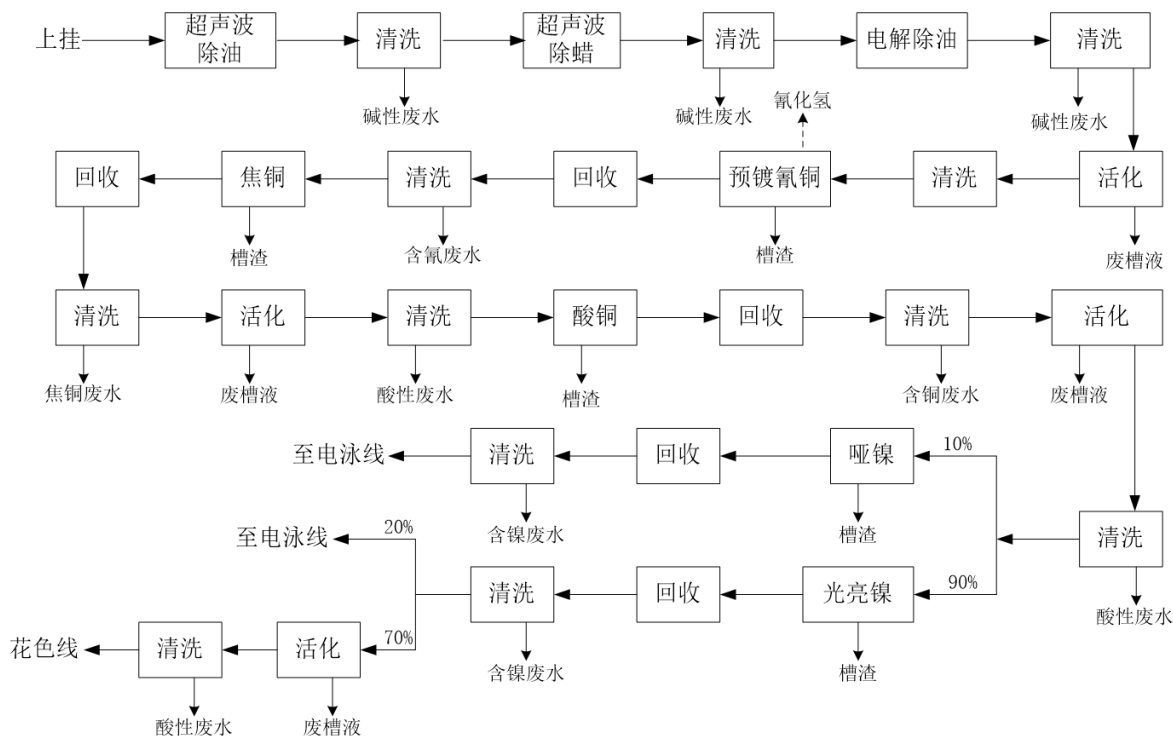 上挂
超声波
除油
清洗
超声波
除蜡
清洗
电解除油
清洗
碱性废水
碱性废水
氰化氢
碱性废水
回收
焦铜
清洗
回收
预镀氰铜
清洗
活化
槽渣
含氰废水
槽渣
废槽液
清洗
活化
清洗
酸铜
回收
清洗
活化
焦铜废水
废槽液
酸性废水
槽渣
含铜废水
废槽液
至电泳线
清洗
回收
哑镍
10%
含镍废水
槽渣
至电泳线
20%
清洗
清洗
回收
光亮镍
90%
酸性废水
花色线
清洗
活化
70%
含镍废水
槽渣
酸性废水
废槽液